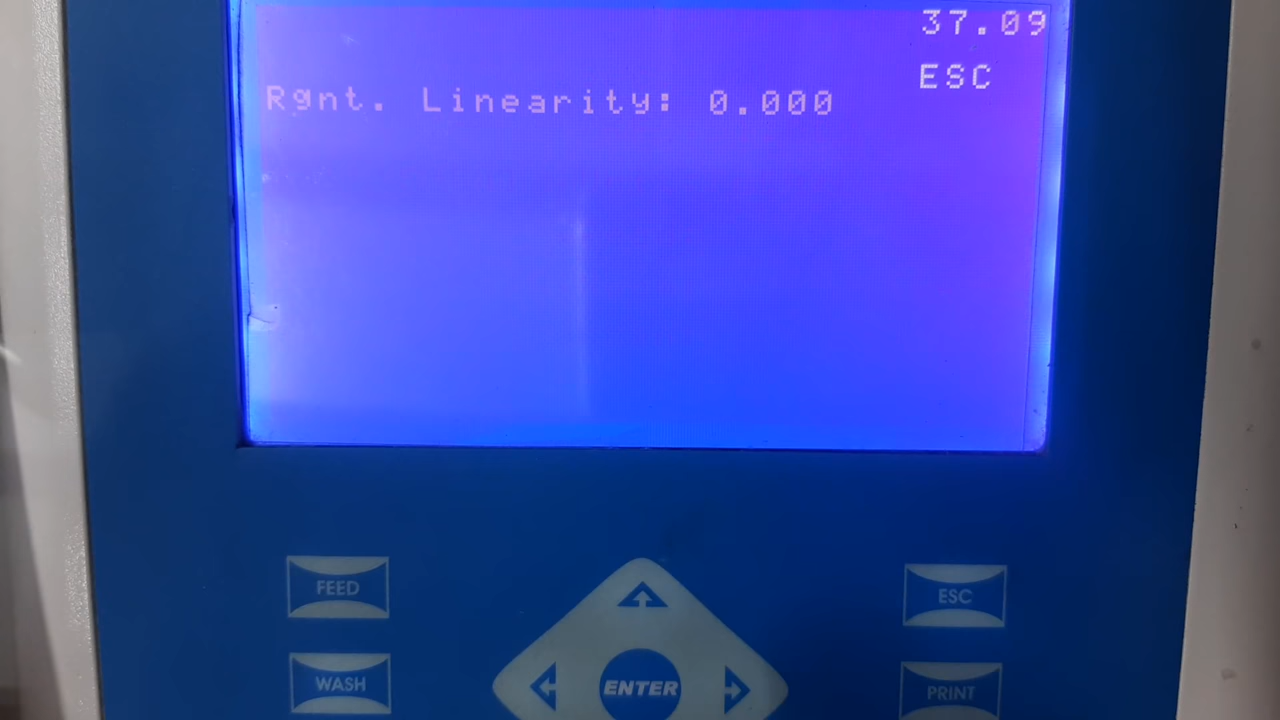 37.09
ESC
Rgnt. Linearity: 0.000
FEED
ESC
WASH
ENTER
PRINT